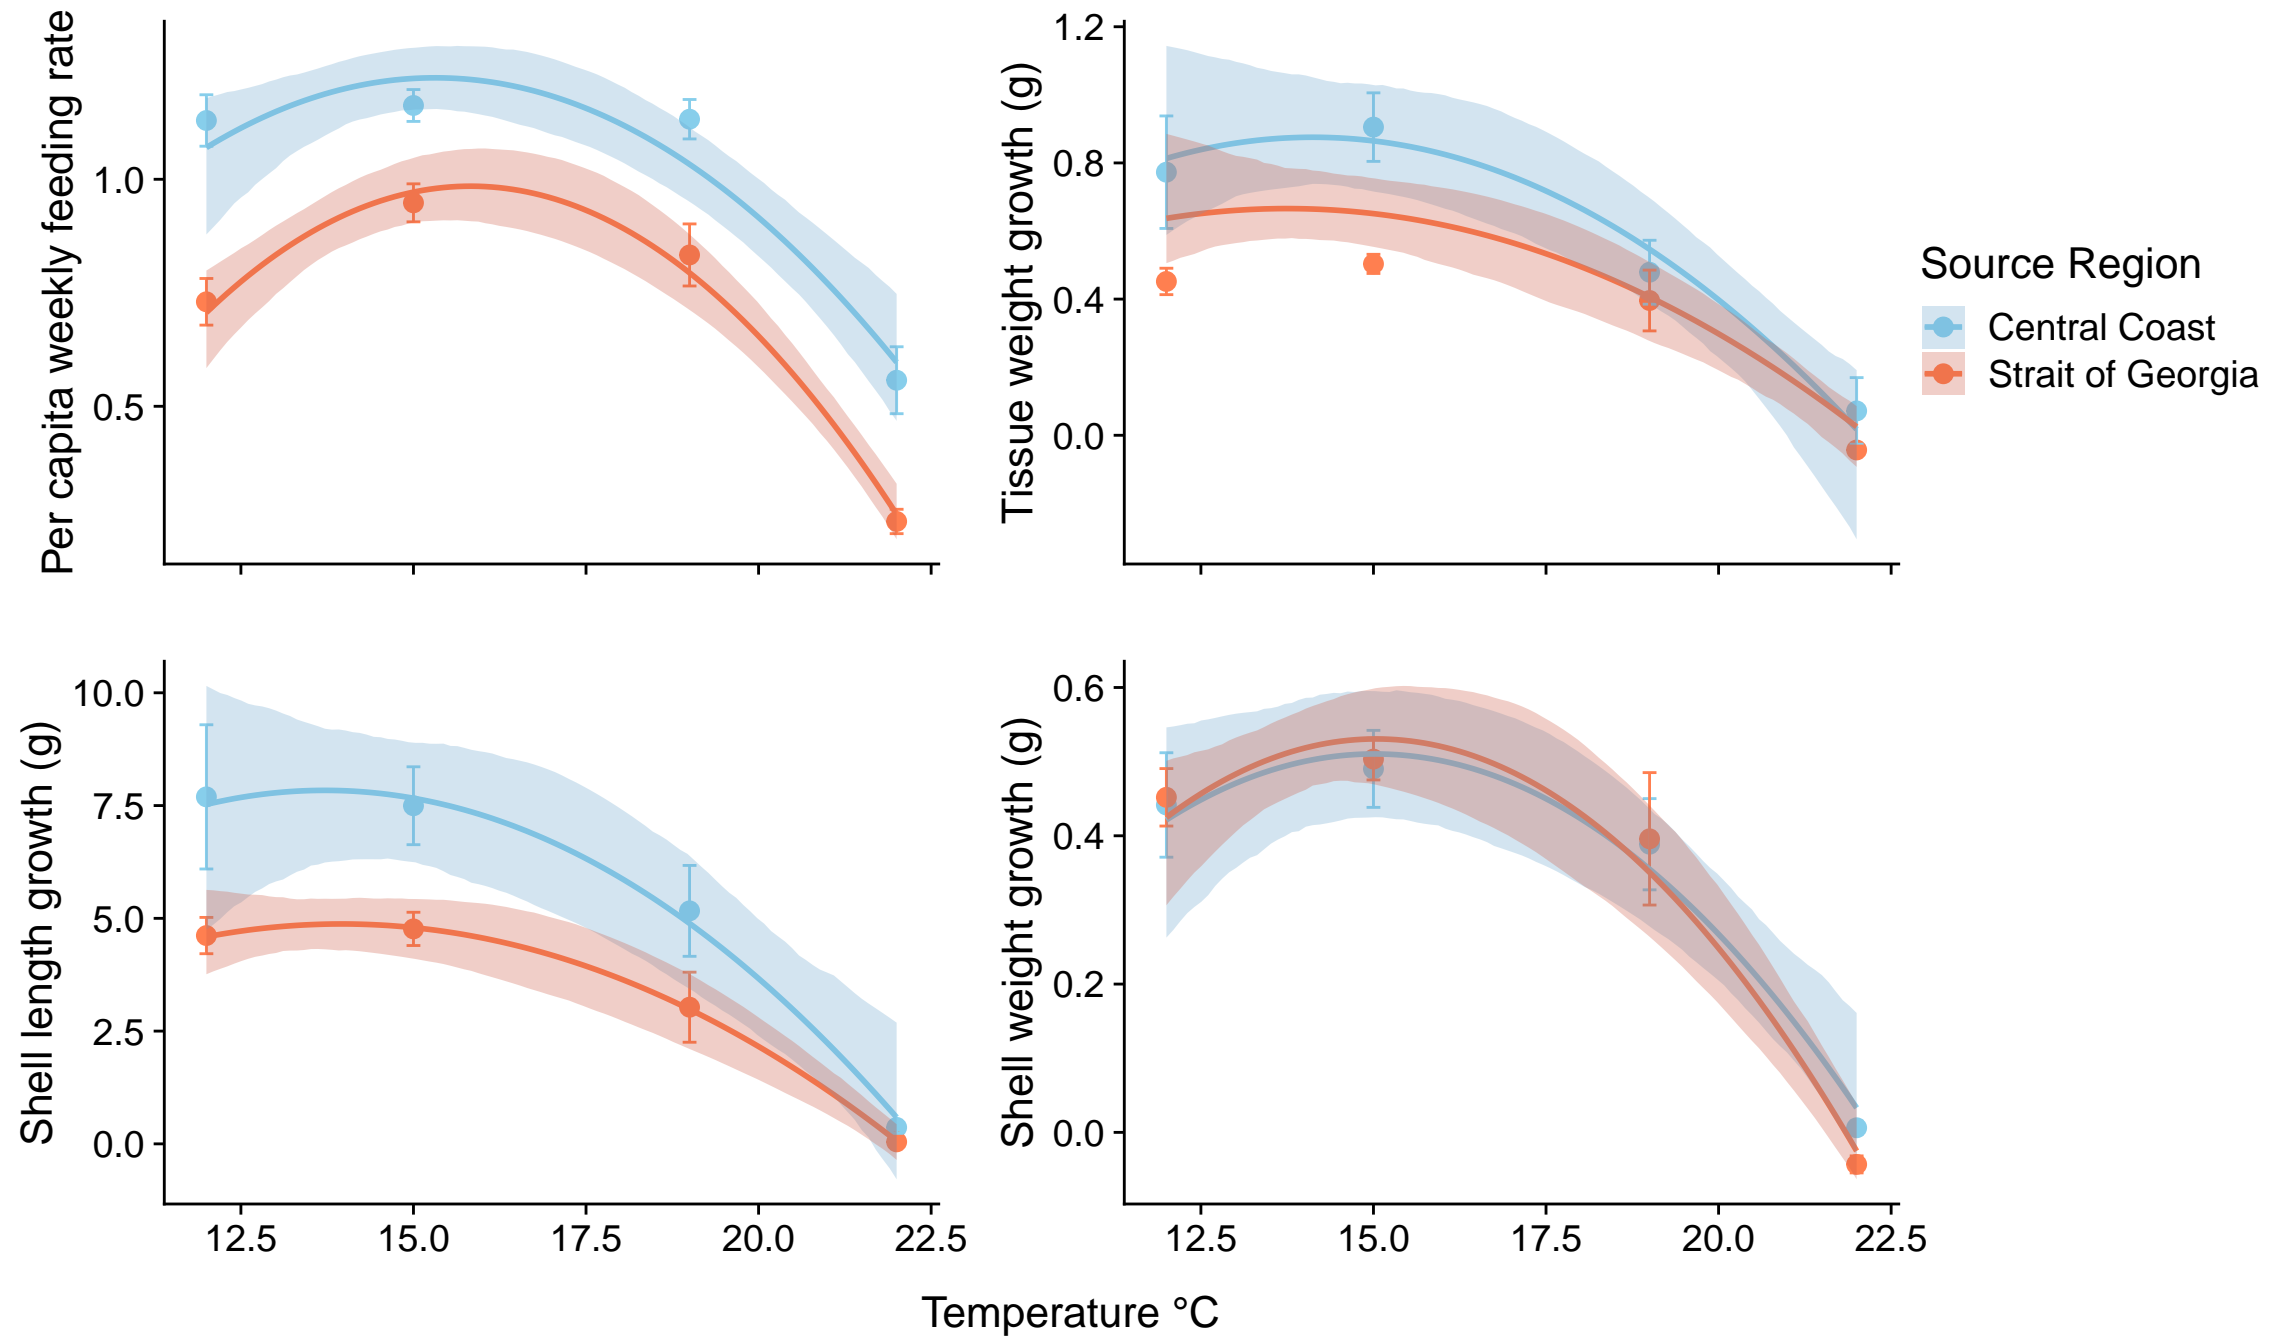 Per capita weekly feeding rate
1.0
0.5
Tissue weight growth (g)
1.2
0.8
0.4
0.0
Source Region
Central Coast
Strait of Georgia
Shell length growth (g)
10.0
7.5
5.0
2.5
0.0
12.5 15.0 17.5 20.0 22.5
Shell weight growth (g)
0.6
0.4
0.2
0.0
12.5 15.0 17.5 20.0 22.5
Temperature °C